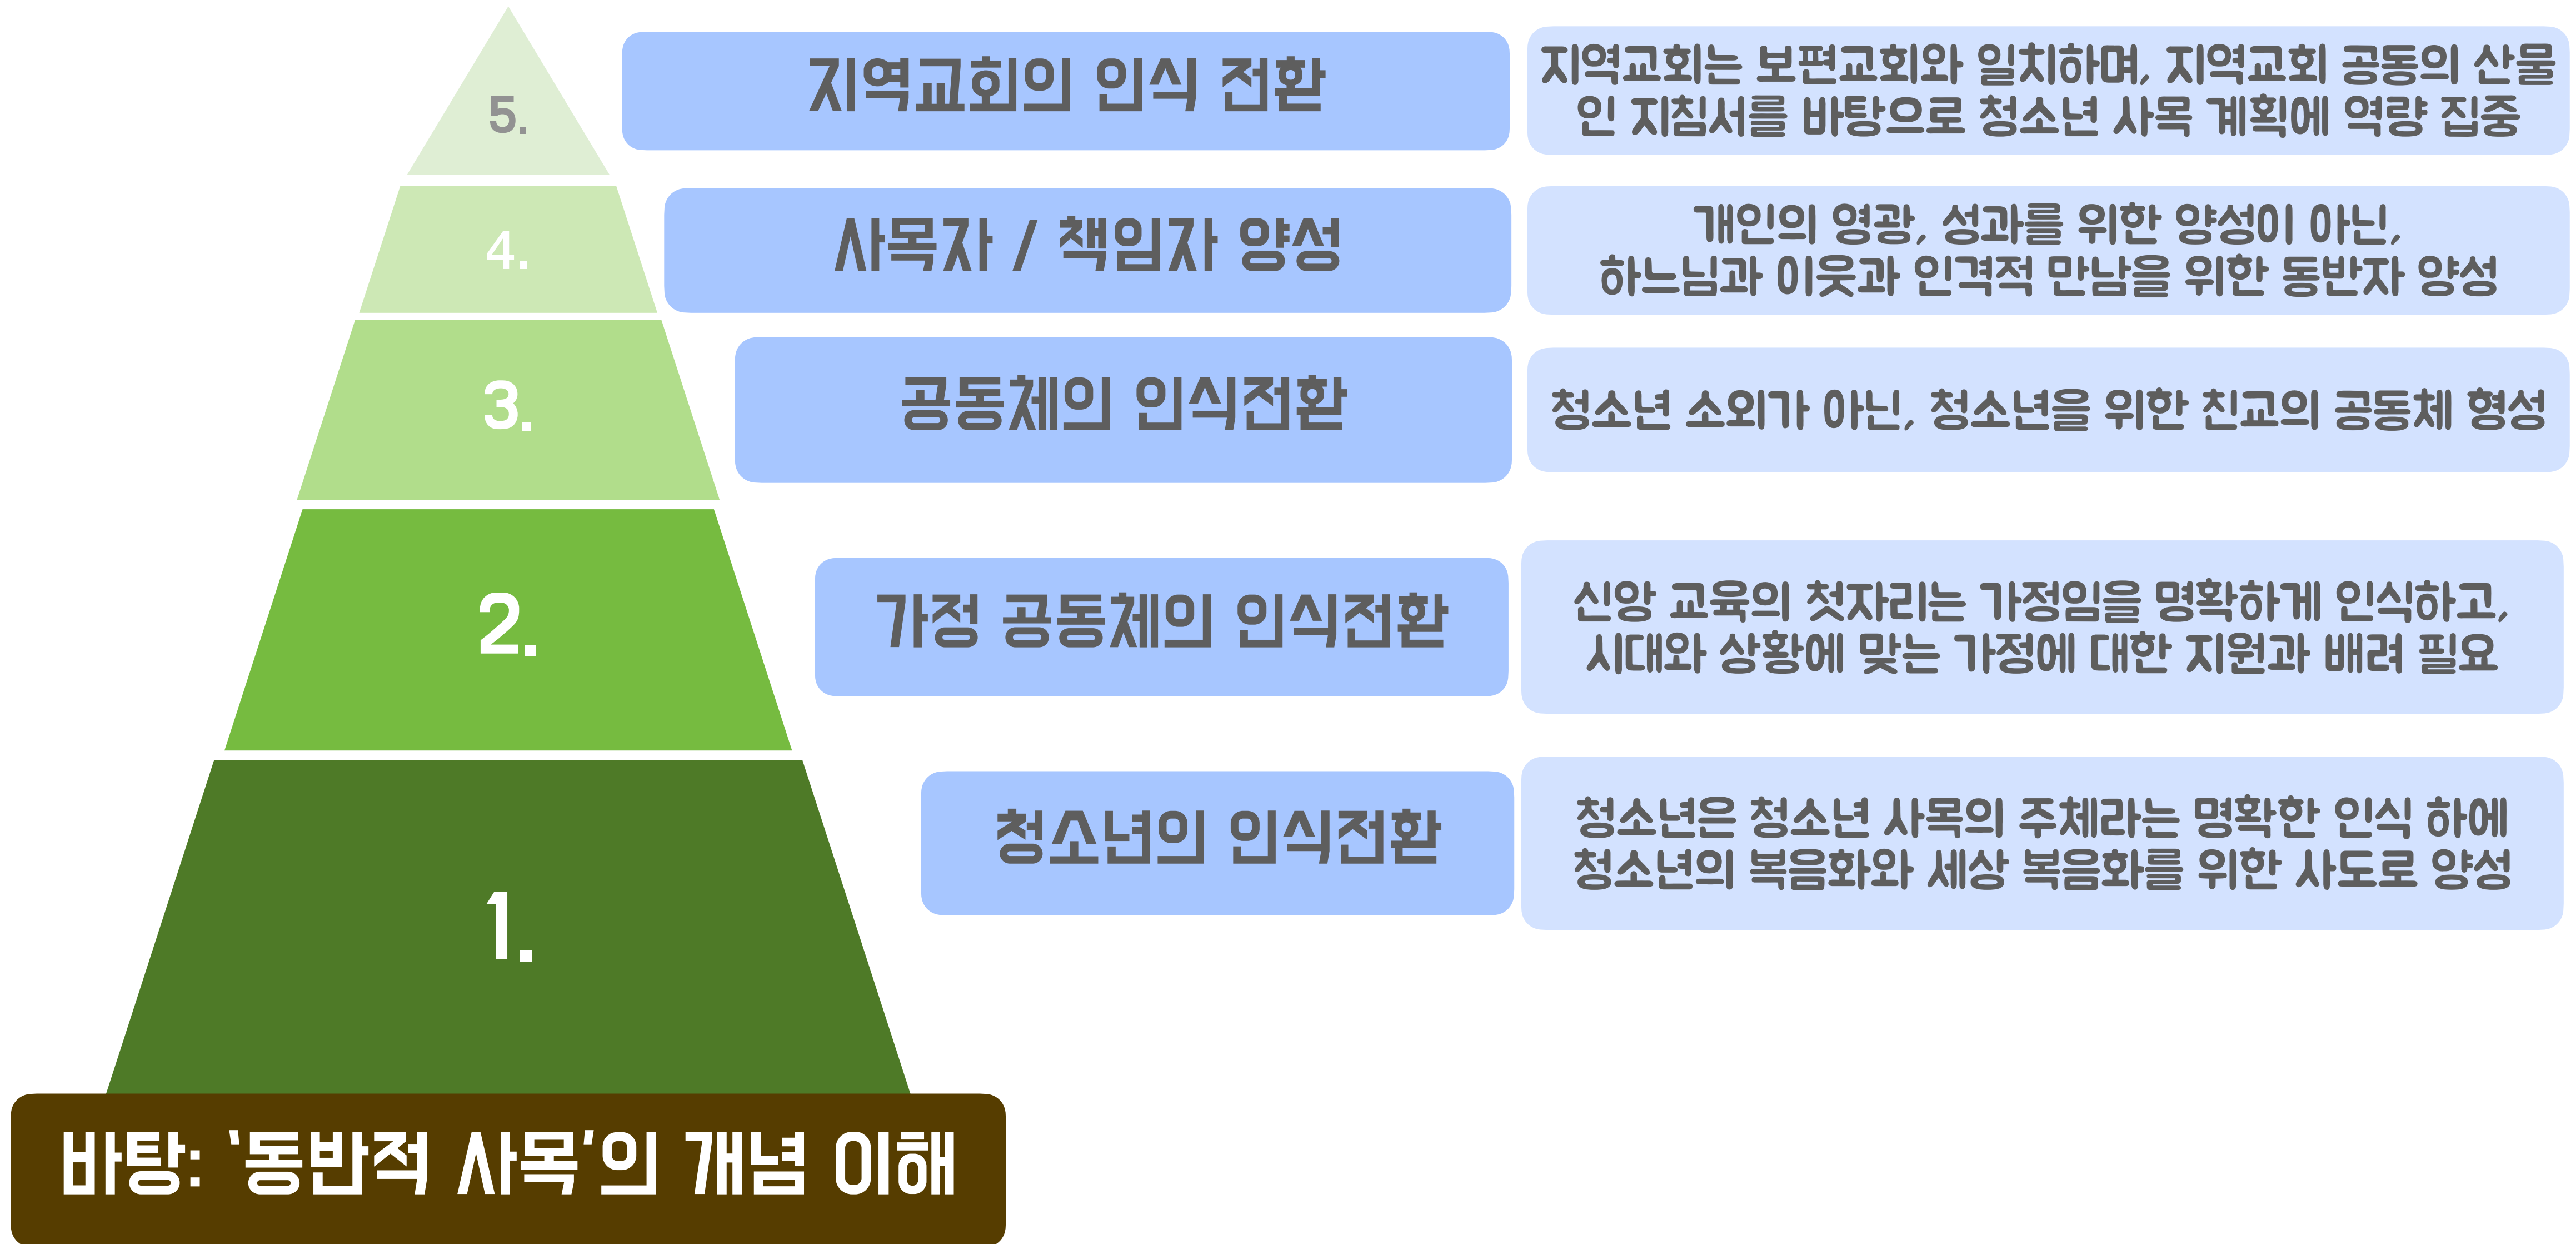 5.
지역교회의 인식 전환
지역교회는 보편교회와 일치하며, 지역교회 공동의 산물
인 지침서를 바탕으로 청소년 사목 계획에 역량 집중
4.
사목자 / 책임자 양성
개인의 영광, 성과를 위한 양성이 아닌,
하느님과 이웃과 인격적 만남을 위한 동반자 양성
3.
공동체의 인식전환
청소년 소외가 아닌, 청소년을 위한 친교의 공동체 형성
2.
가정 공동체의 인식전환
신앙 교육의 첫자리는 가정임을 명확하게 인식하고,
시대와 상황에 맞는 가정에 대한 지원과 배려 필요
1.
청소년의 인식전환
청소년은 청소년 사목의 주체라는 명확한 인식 하에
청소년의 복음화와 세상 복음화를 위한 사도로 양성
바탕: ‘동반적 사목’의 개념 이해